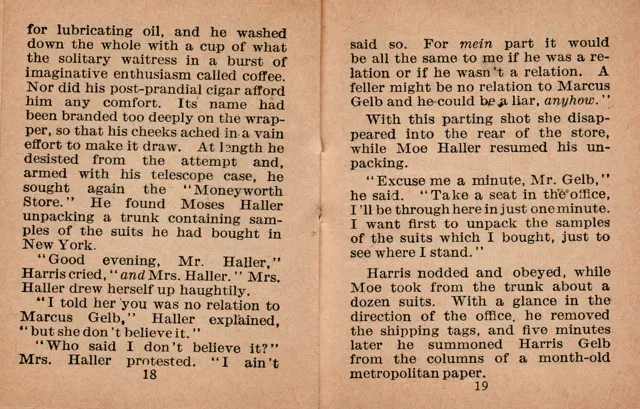 for lubricating oil, and he washed
down the whole with a cup of what
the solitary waitress in a burst of
imaginative enthusiasm called coffee.
Nor did his post-prandial cigar afford
him any comfort. Its name had
been branded too deeply on the wrap-
per, so that his cheeks ached in a vain
effort to make it draw. At length he
desisted from the attempt and,
armed with his telescope case, he
sought again the "Moneyworth
Store." He found Moses Haller
unpacking a trunk containing sam-
ples of the suits he had bought in
New York.
"Good evening, Mr. Haller,"
Harris cried, "and Mrs. Haller." Mrs.
Haller drew herself up haughtily.
"I told her you was no relation to
Marcus Gelb," Haller explained,
"but she don't believe it."
"Who said I don't believe it?"
Mrs. Haller protested. "I ain't
18
said so. For mein part it would
be all the same to me if he was a re-
lation or if he wasn't a relation. A
feller might be no relation to Marcus
Gelb and he could be a liar, anyhow."
With this parting shot she disap-
peared into the rear of the store,
while Moe Haller resumed his un-
packing.
"Excuse me a minute, Mr. Gelb,"
he said. "Take a seat in the office,
I'll be through here in just one minute.
I want first to unpack the samples
of the suits which I bought, just to
see where I stand."
Harris nodded and obeyed, while
Moe took from the trunk about a
dozen suits. With a glance in the
direction of the office, he removed
the shipping tags, and five minutes
later he summoned Harris Gelb
from the columns of a month-old
metropolitan paper.
19